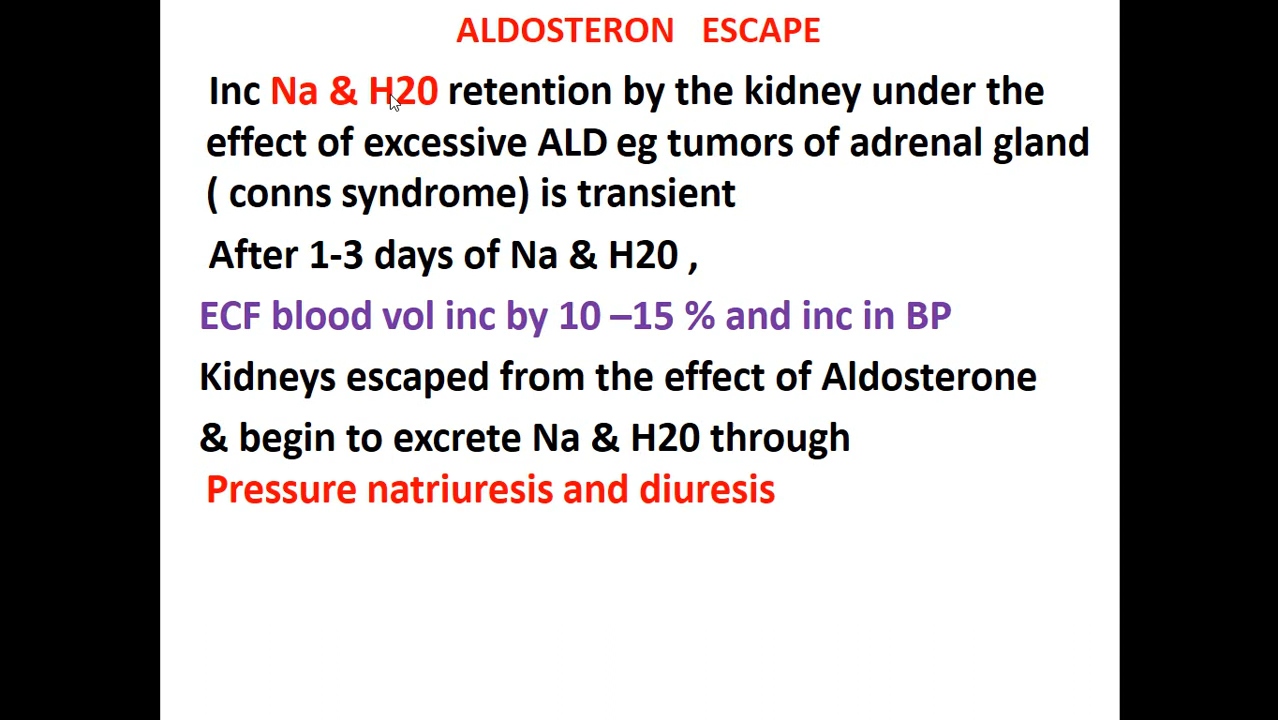 ALDOSTERON ESCAPE
Inc Na & H20 retention by the kidney under the
effect of excessive ALD eg tumors of adrenal gland
( conns syndrome) is transient
After 1-3 days of Na & H20 ,
ECF blood vol inc by 10 –15 % and inc in BP
Kidneys escaped from the effect of Aldosterone
& begin to excrete Na & H20 through
Pressure natriuresis and diuresis